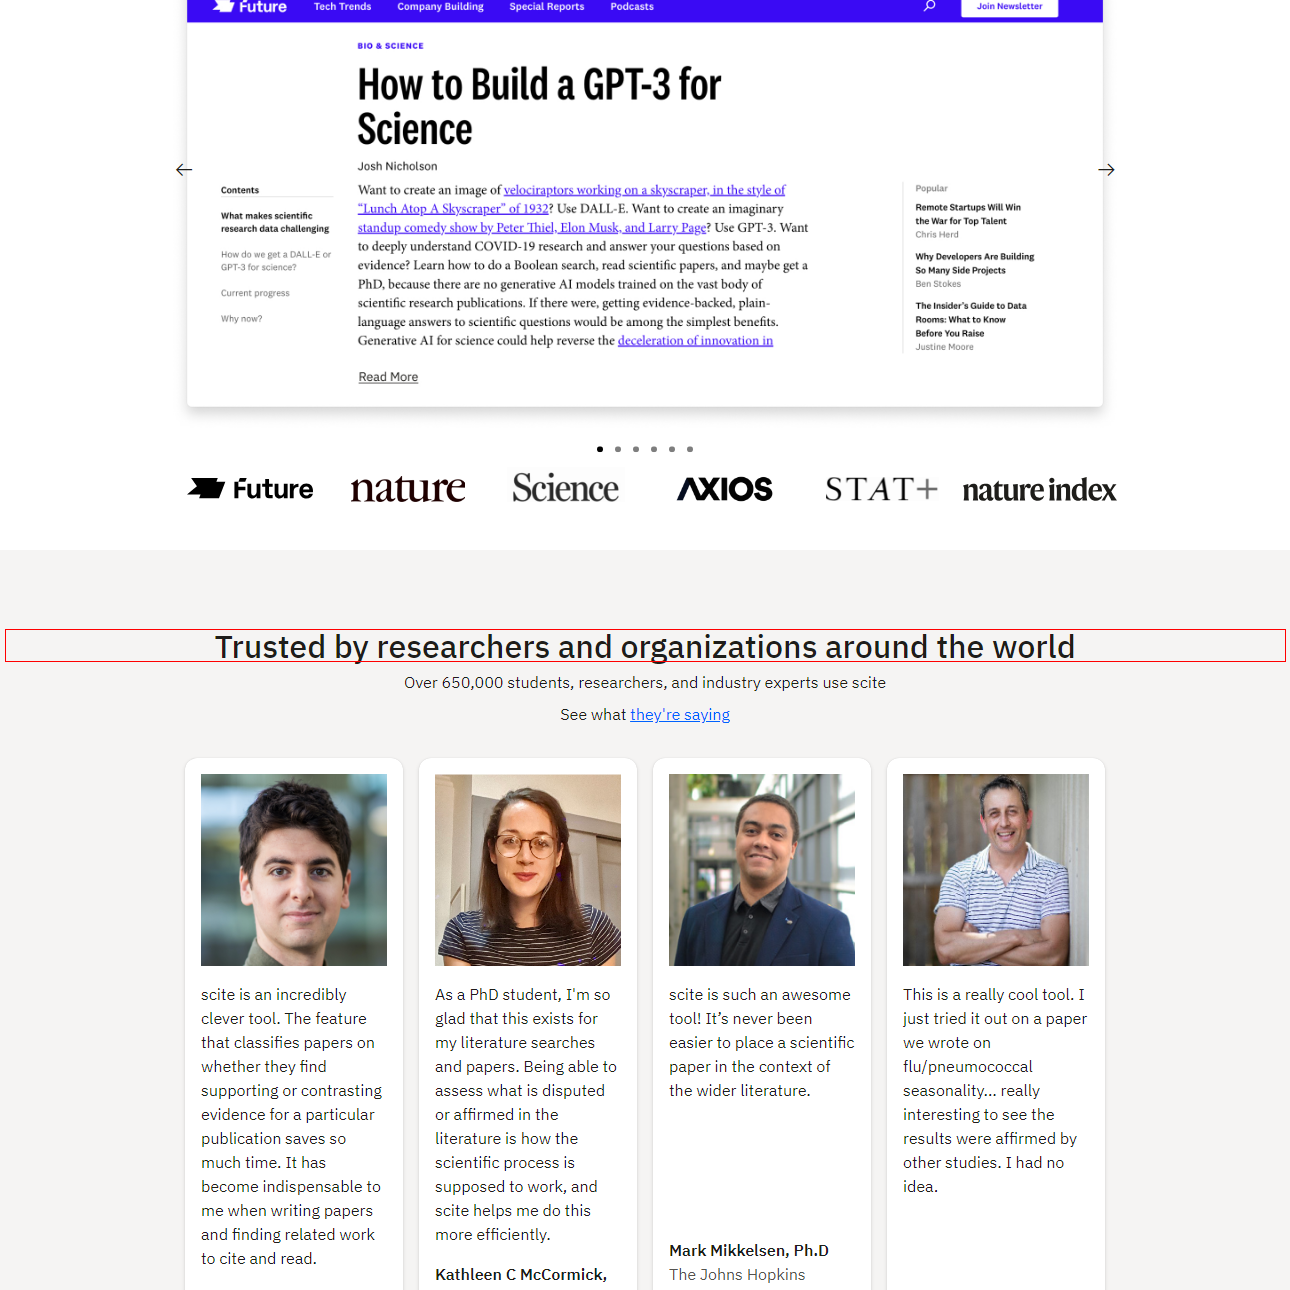 Future
Tech Trends
Company Building
Special Reports
Podcasts
Join Newsletter
BIO & SCIENCE
How to Build a GPT-3 for
Science
Josh Nicholson
Contents
What makes scientific
research data challenging
How do we get a DALL-E or
GPT-3 for science?
Current progress
Why now?
Want to create an image of velociraptors working on a skyscraper, in the style of
“Lunch Atop A Skyscraper” of 1932? Use DALL-E. Want to create an imaginary
standup comedy show by Peter Thiel, Elon Musk, and Larry Page? Use GPT-3. Want
to deeply understand COVID-19 research and answer your questions based on
evidence? Learn how to do a Boolean search, read scientific papers, and maybe get a
PhD, because there are no generative AI models trained on the vast body of
scientific research publications. If there were, getting evidence-backed, plain-
language answers to scientific questions would be among the simplest benefits.
Generative AI for science could help reverse the deceleration of innovation in
Read More
Popular
Remote Startups Will Win
the War for Top Talent
Chris Herd
Why Developers Are Building
So Many Side Projects
Ben Stokes
The Insider's Guide to Data
Rooms: What to Know
Before You Raise
Justine Moore
Future
nature
Science
AXIOS
STAT+
nature index
Trusted by researchers and organizations around the world
Over 650,000 students, researchers, and industry experts use scite
See what they're saying
scite is an incredibly
clever tool. The feature
that classifies papers on
whether they find
supporting or contrasting
evidence for a particular
publication saves so
much time. It has
become indispensable to
me when writing papers
and finding related work
to cite and read.
As a PhD student, I'm so
glad that this exists for
my literature searches
and papers. Being able to
assess what is disputed
or affirmed in the
literature is how the
scientific process is
supposed to work, and
scite helps me do this
more efficiently.
Kathleen C McCormick,
scite is such an awesome
tool! It’s never been
easier to place a scientific
paper in the context of
the wider literature.
Mark Mikkelsen, Ph.D
The Johns Hopkins
This is a really cool tool. I
just tried it out on a paper
we wrote on
flu/pneumococcal
seasonality... really
interesting to see the
results were affirmed by
other studies. I had no
idea.